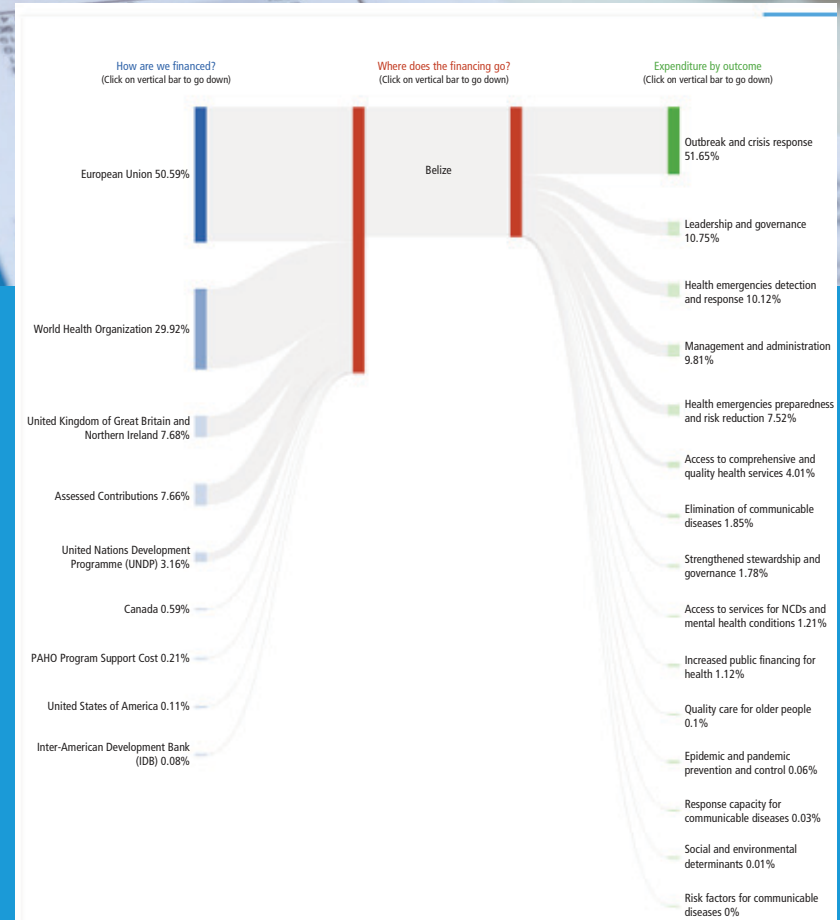 How are we financed?
(Click on vertical bar to go down)
Where does the financing go?
(Click on vertical bar to go down)
Expenditure by outcome
(Click on vertical bar to go down)
European Union 50.59%
World Health Organization 29.92%
United Kingdom of Great Britain and
Northern Ireland 7.68%
Assessed Contributions 7.66%
United Nations Development
Programme (UNDP) 3.16%
Canada 0.59%
PAHO Program Support Cost 0.21%
United States of America 0.11%
Inter-American Development Bank
(IDB) 0.08%
Belize
Outbreak and crisis response
51.65%
Leadership and governance
10.75%
Health emergencies detection
and response 10.12%
Management and administration
9.81%
Health emergencies preparedness
and risk reduction 7.52%
Access to comprehensive and
quality health services 4.01%
Elimination of communicable
diseases 1.85%
Strengthened stewardship and
governance 1.78%
Access to services for NCDs and
mental health conditions 1.21%
Increased public financing for
health 1.12%
Quality care for older people
0.1%
Epidemic and pandemic
prevention and control 0.06%
Response capacity for
communicable diseases 0.03%
Social and environmental
determinants 0.01%
Risk factors for communicable
diseases 0%